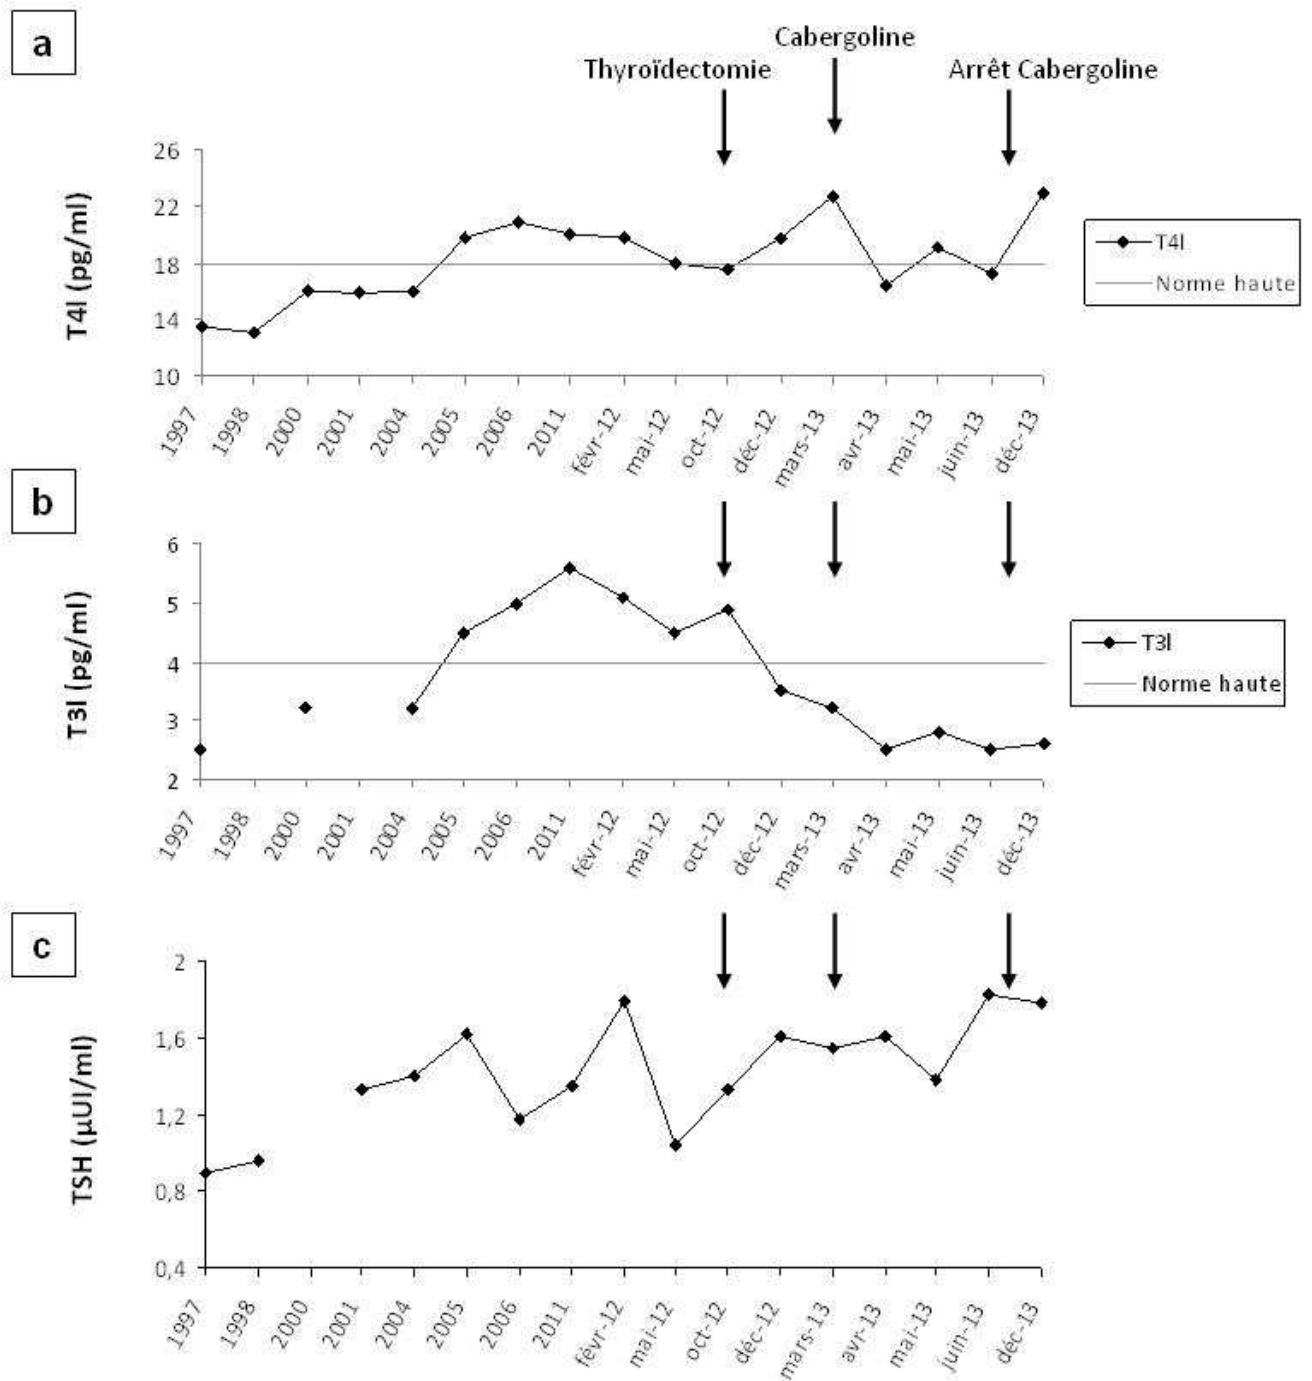 a
Cabergoline
Thyroïdectomie
Arrêt Cabergoline
T4l (pg/ml)
26
22
18
14
10
T4l
Norme haute
1997
1998
2000
2001
2004
2005
2006
2011
févr-12
mai-12
oct-12
déc-12
mars-13
avr-13
mai-13
juin-13
déc-13
b
T3l (pg/ml)
6
5
4
3
2
T3l
Norme haute
1997
1998
2000
2001
2004
2005
2006
2011
févr-12
mai-12
oct-12
déc-12
mars-13
avr-13
mai-13
juin-13
déc-13
c
TSH (µUI/ml)
2
1,6
1,2
0,8
0,4
1997
1998
2000
2001
2004
2005
2006
2011
févr-12
mai-12
oct-12
déc-12
mars-13
avr-13
mai-13
juin-13
déc-13